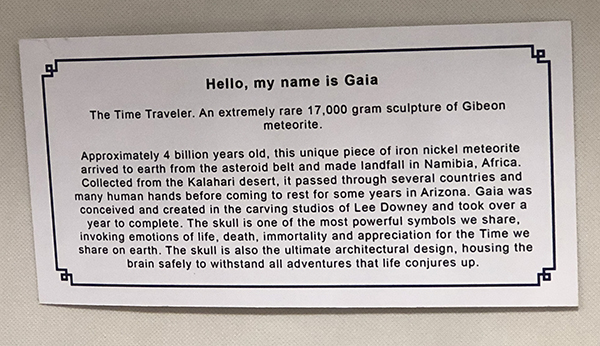 Hello, my name is Gaia
The Time Traveler. An extremely rare 17,000 gram sculpture of Gibeon
meteorite.
Approximately 4 billion years old, this unique piece of iron nickel meteorite
arrived to earth from the asteroid belt and made landfall in Namibia, Africa.
Collected from the Kalahari desert, it passed through several countries and
many human hands before coming to rest for some years in Arizona. Gaia was
conceived and created in the carving studios of Lee Downey and took over a
year to complete. The skull is one of the most powerful symbols we share,
invoking emotions of life, death, immortality and appreciation for the Time we
share on earth. The skull is also the ultimate architectural design, housing the
brain safely to withstand all adventures that life conjures up.